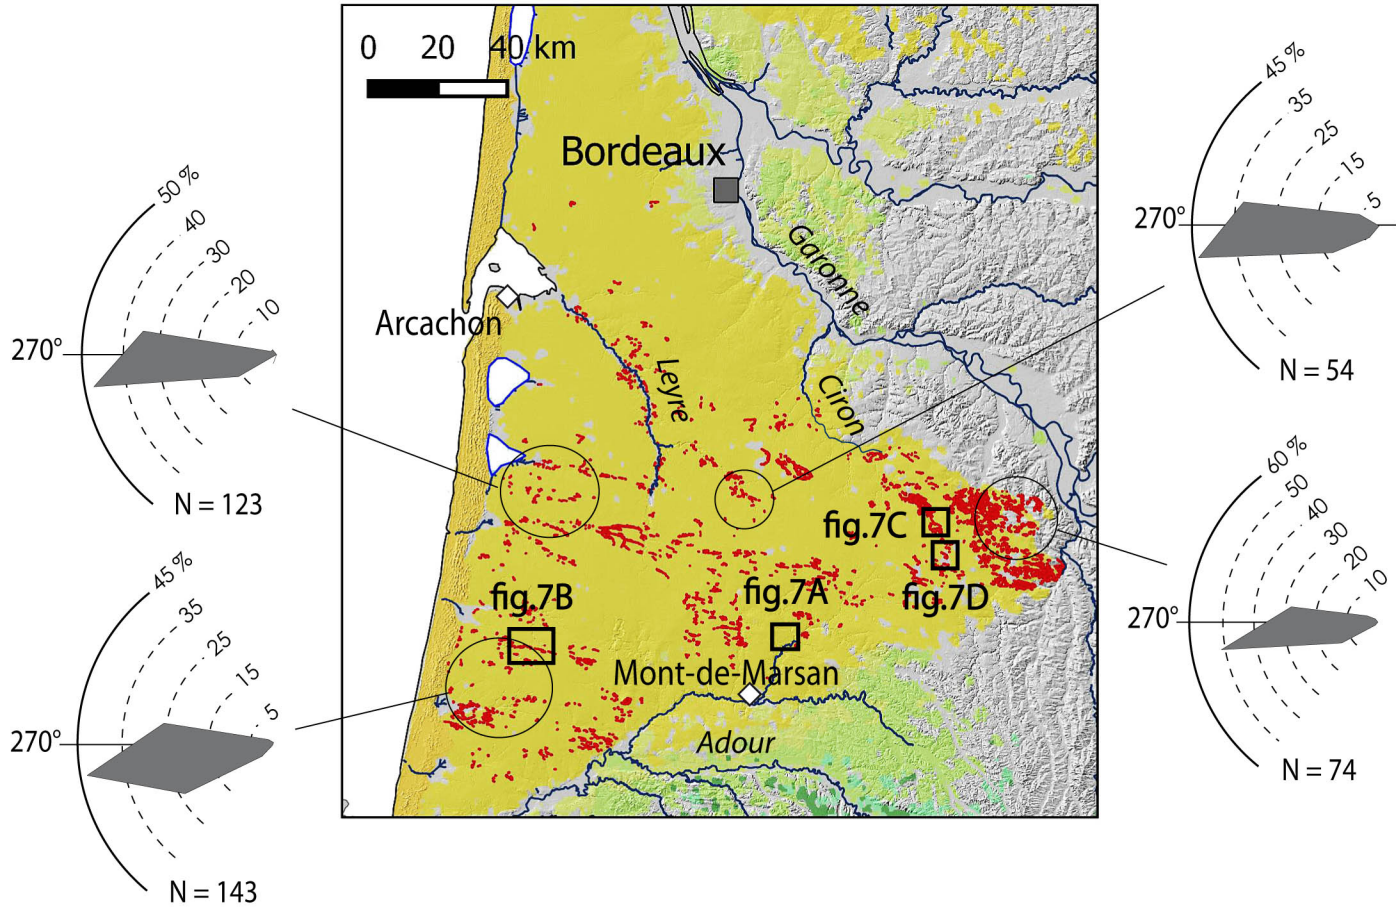 0 20 40 km
Bordeaux
Garonne
Arcachon
Leyre
Ciron
fig.7C
fig.7D
fig.7B
fig.7A
Mont-de-Marsan
Adour
50 %
40
30
20
10
270°
N = 123
45 %
35
25
15
5
270°
N = 143
45 %
35
25
15
5
270°
N = 54
60 %
50
40
30
20
10
270°
N = 74